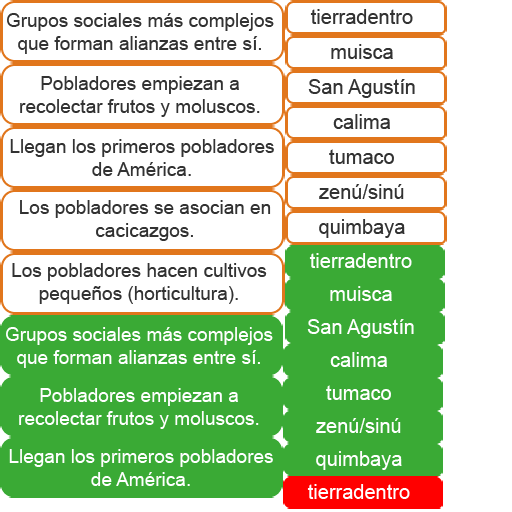 Grupos sociales más complejos
que forman alianzas entre sí.
Pobladores empiezan a
recolectar frutos y moluscos.
Llegan los primeros pobladores
de América.
Los pobladores se asocian en
cacicazgos.
Los pobladores hacen cultivos
pequeños (horticultura).
Grupos sociales más complejos
que forman alianzas entre sí.
Pobladores empiezan a
recolectar frutos y moluscos.
Llegan los primeros pobladores
de América.
tierradentro
muisca
San Agustín
calima
tumaco
zenú/sinú
quimbaya
tierradentro
muisca
San Agustín
calima
tumaco
zenú/sinú
quimbaya
tierradentro